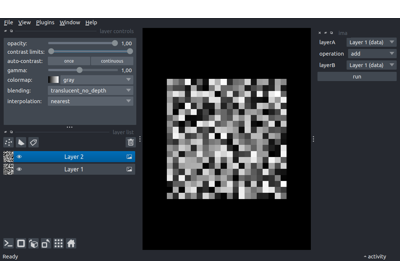 File View Plugins Window Help
layer controls
opacity: 1,00
contrast limits:
auto-contrast: once continuous
gamma: 1,00
colormap: gray
blending: translucent_no_depth
interpolation: nearest
layer list
Layer 2
Layer 1
layerA Layer 1 (data)
operation add
layerB Layer 1 (data)
run
Ready
activity